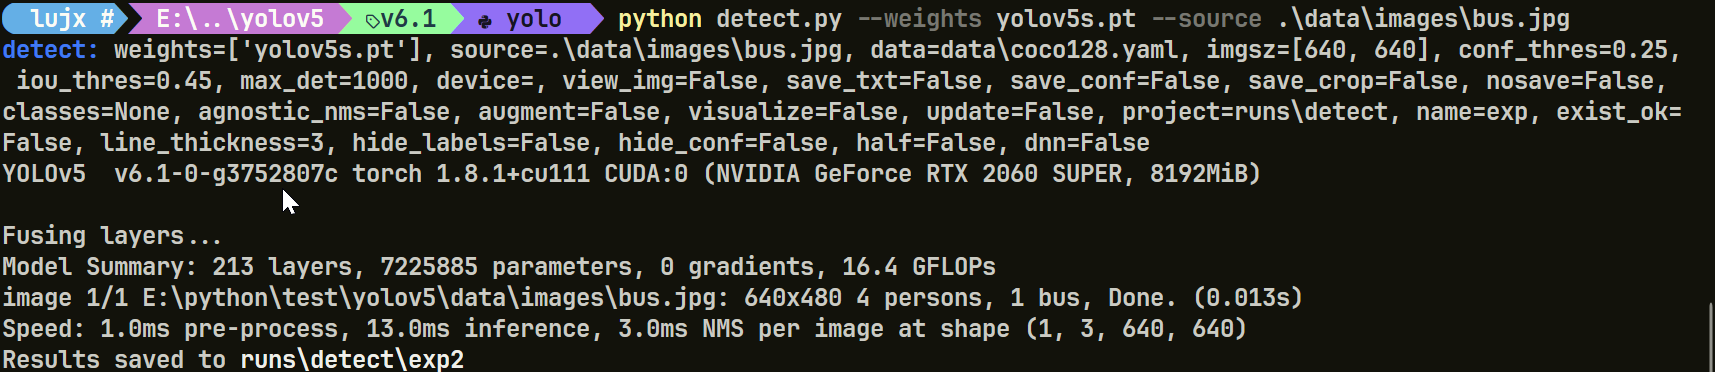 lujx # E:\..\yolov5 v6.1 yolo python detect.py --weights yolov5s.pt --source .\data\images\bus.jpg
detect: weights=['yolov5s.pt'], source=.\data\images\bus.jpg, data=data\coco128.yaml, imgsz=[640, 640], conf_thres=0.25,
iou_thres=0.45, max_det=1000, device=, view_img=False, save_txt=False, save_conf=False, save_crop=False, nosave=False,
classes=None, agnostic_nms=False, augment=False, visualize=False, update=False, project=runs\detect, name=exp, exist_ok=
False, line_thickness=3, hide_labels=False, hide_conf=False, half=False, dnn=False
YOLOv5  v6.1-0-g3752807c torch 1.8.1+cu111 CUDA:0 (NVIDIA GeForce RTX 2060 SUPER, 8192MiB)
Fusing layers...
Model Summary: 213 layers, 7225885 parameters, 0 gradients, 16.4 GFLOPs
image 1/1 E:\python\test\yolov5\data\images\bus.jpg: 640x480 4 persons, 1 bus, Done. (0.013s)
Speed: 1.0ms pre-process, 13.0ms inference, 3.0ms NMS per image at shape (1, 3, 640, 640)
Results saved to runs\detect\exp2